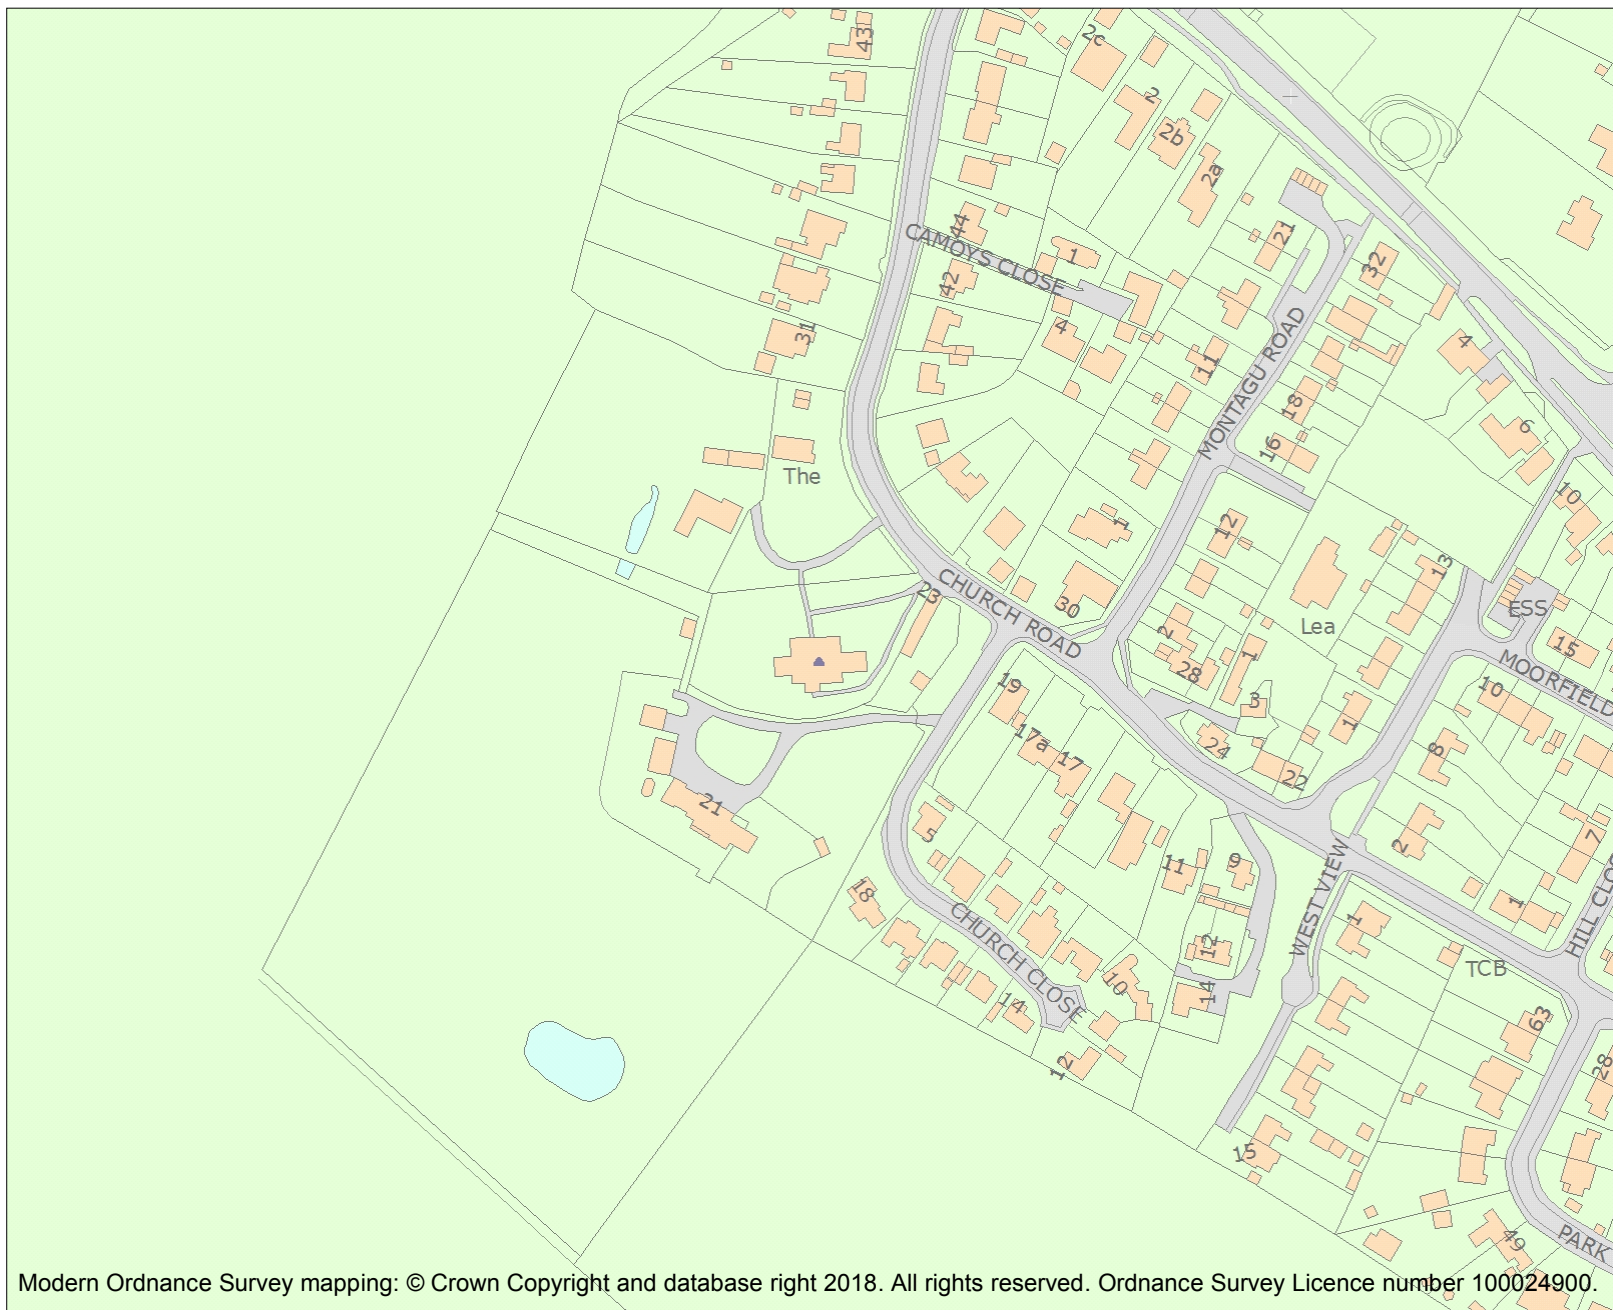 43
2c
2
2b
2a
44
CAMOYS CLOSE
1
21
32
42
4
31
11
MONTAGU ROAD
4
18
16
6
The
10
1
12
13
23
CHURCH ROAD
30
ESS
Lea
2
28
1
15
MOORFIELD
3
10
19
17a
17
24
22
1
8
21
5
2
7
11
9
WEST VIEW
18
CHURCH CLOSE
12
1
1
HILL CLO
TCB
10
14
14
63
12
28
15
49
PARK
Modern Ordnance Survey mapping: © Crown Copyright and database right 2018. All rights reserved. Ordnance Survey Licence number 100024900.